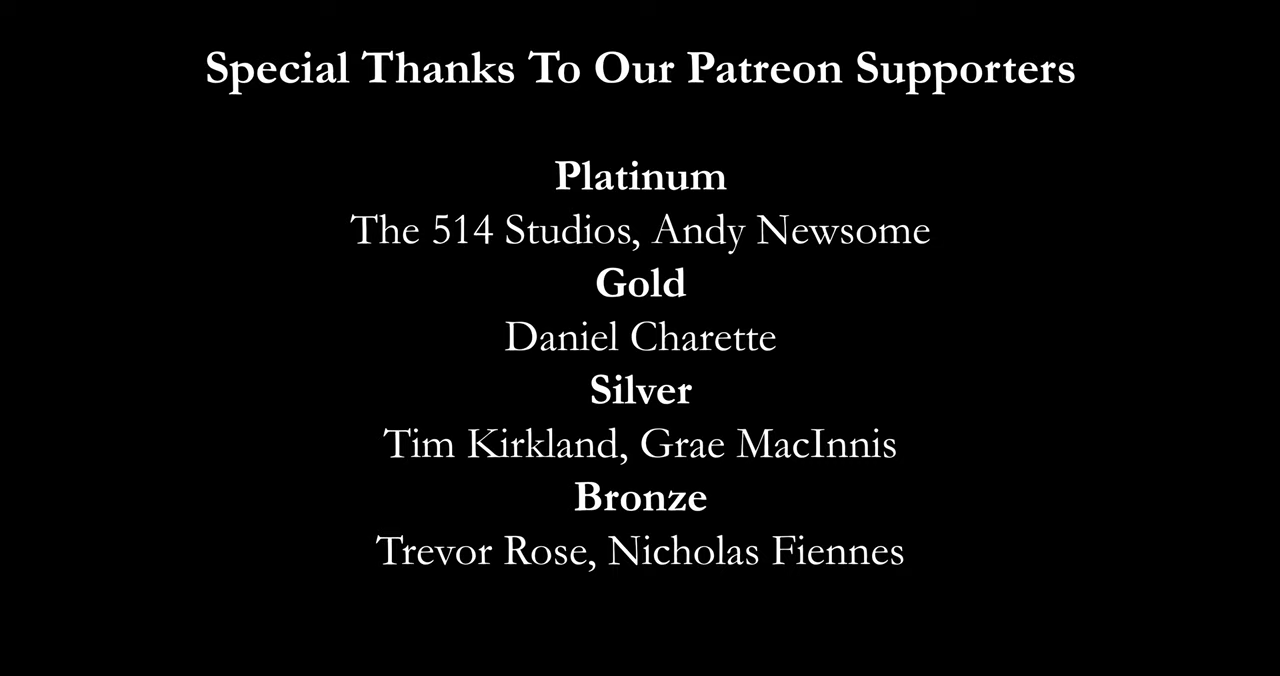 Special Thanks To Our Patreon Supporters
Platinum
The 514 Studios, Andy Newsome
Gold
Daniel Charette
Silver
Tim Kirkland, Grae MacInnis
Bronze
Trevor Rose, Nicholas Fiennes